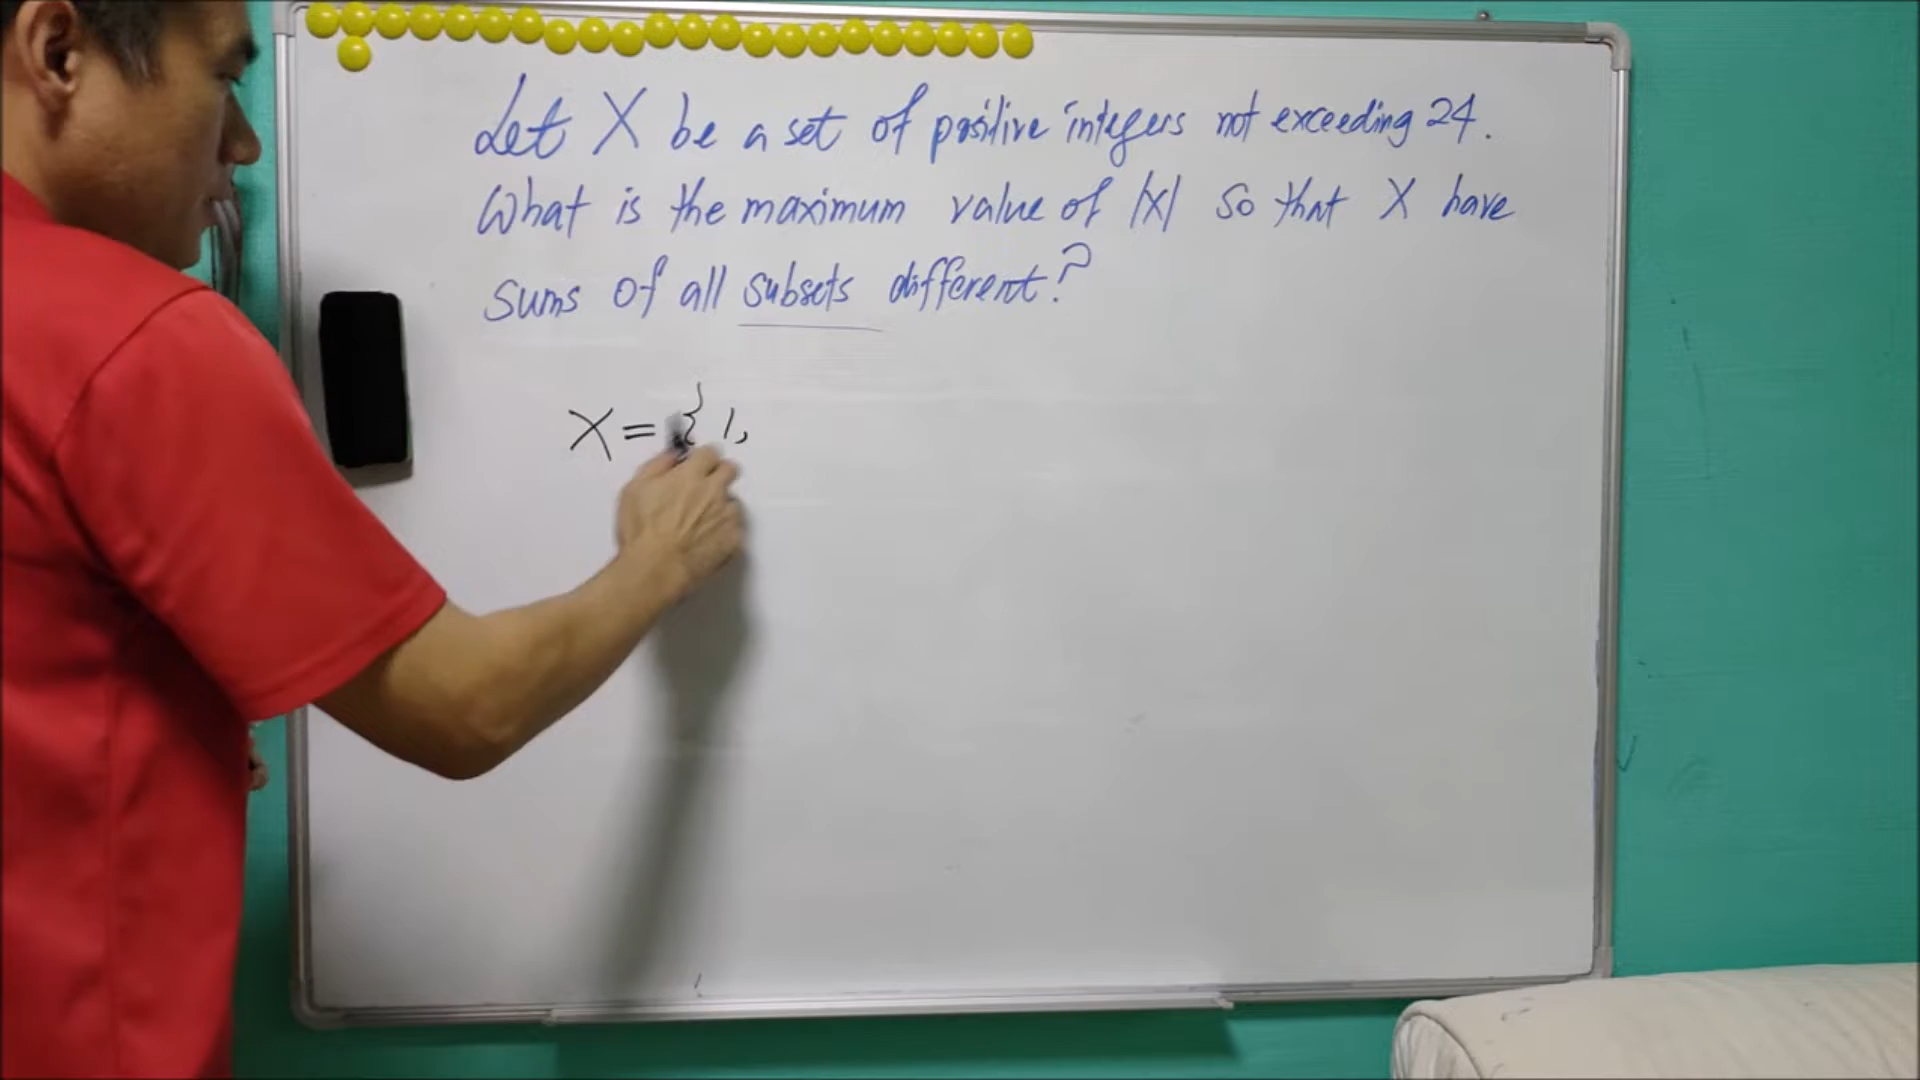 Let X be a set of positive integers not exceeding 24.
What is the maximum value of |X| so that X have
sums of all subsets different?
X = { 1,